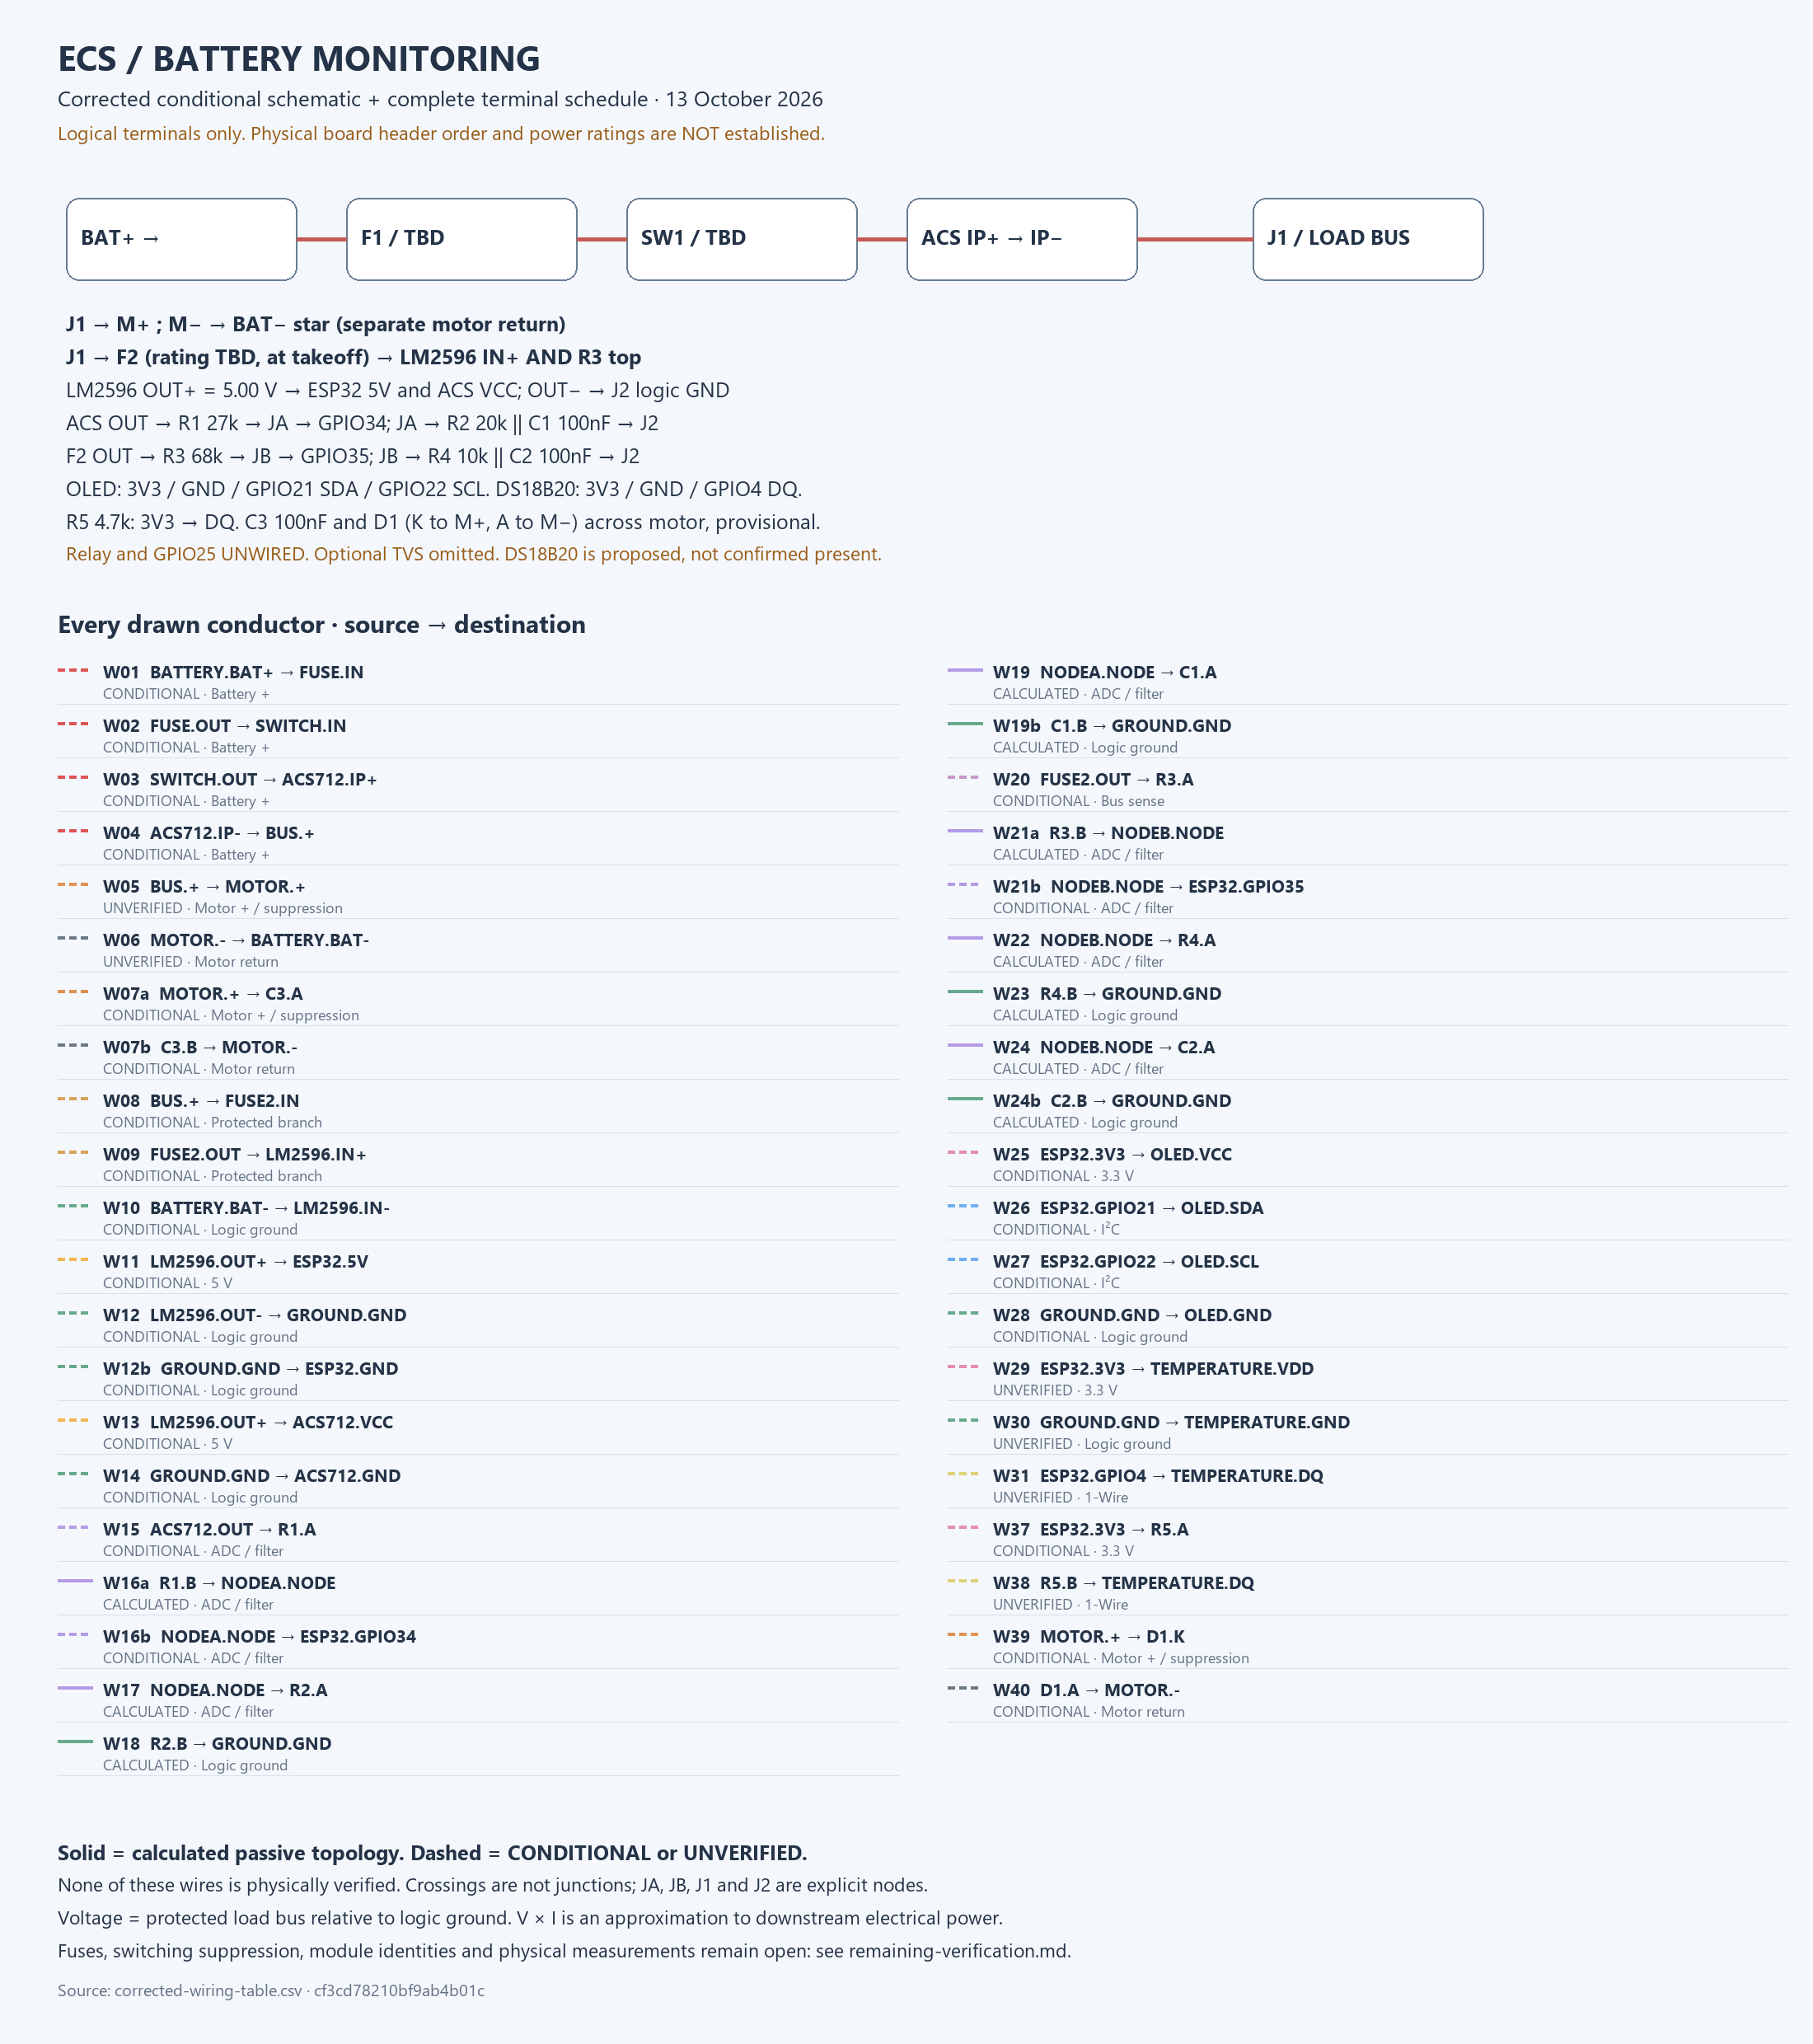 ECS / BATTERY MONITORING
Corrected conditional schematic + complete terminal schedule · 13 October 2026
Logical terminals only. Physical board header order and power ratings are NOT established.
BAT+ →
F1 / TBD
SW1 / TBD
ACS IP+ → IP−
J1 / LOAD BUS
J1 → M+ ; M− → BAT− star (separate motor return)
J1 → F2 (rating TBD, at takeoff) → LM2596 IN+ AND R3 top
LM2596 OUT+ = 5.00 V → ESP32 5V and ACS VCC; OUT− → J2 logic GND
ACS OUT → R1 27k → JA → GPIO34; JA → R2 20k || C1 100nF → J2
F2 OUT → R3 68k → JB → GPIO35; JB → R4 10k || C2 100nF → J2
OLED: 3V3 / GND / GPIO21 SDA / GPIO22 SCL. DS18B20: 3V3 / GND / GPIO4 DQ.
R5 4.7k: 3V3 → DQ. C3 100nF and D1 (K to M+, A to M−) across motor, provisional.
Relay and GPIO25 UNWIRED. Optional TVS omitted. DS18B20 is proposed, not confirmed present.
Every drawn conductor · source → destination
W01 BATTERY.BAT+ → FUSE.IN
CONDITIONAL · Battery +
W02 FUSE.OUT → SWITCH.IN
CONDITIONAL · Battery +
W03 SWITCH.OUT → ACS712.IP+
CONDITIONAL · Battery +
W04 ACS712.IP- → BUS.+
CONDITIONAL · Battery +
W05 BUS.+ → MOTOR.+
UNVERIFIED · Motor + / suppression
W06 MOTOR.- → BATTERY.BAT-
UNVERIFIED · Motor return
W07a MOTOR.+ → C3.A
CONDITIONAL · Motor + / suppression
W07b C3.B → MOTOR.-
CONDITIONAL · Motor return
W08 BUS.+ → FUSE2.IN
CONDITIONAL · Protected branch
W09 FUSE2.OUT → LM2596.IN+
CONDITIONAL · Protected branch
W10 BATTERY.BAT- → LM2596.IN-
CONDITIONAL · Logic ground
W11 LM2596.OUT+ → ESP32.5V
CONDITIONAL · 5 V
W12 LM2596.OUT- → GROUND.GND
CONDITIONAL · Logic ground
W12b GROUND.GND → ESP32.GND
CONDITIONAL · Logic ground
W13 LM2596.OUT+ → ACS712.VCC
CONDITIONAL · 5 V
W14 GROUND.GND → ACS712.GND
CONDITIONAL · Logic ground
W15 ACS712.OUT → R1.A
CONDITIONAL · ADC / filter
W16a R1.B → NODEA.NODE
CALCULATED · ADC / filter
W16b NODEA.NODE → ESP32.GPIO34
CONDITIONAL · ADC / filter
W17 NODEA.NODE → R2.A
CALCULATED · ADC / filter
W18 R2.B → GROUND.GND
CALCULATED · Logic ground
W19 NODEA.NODE → C1.A
CALCULATED · ADC / filter
W19b C1.B → GROUND.GND
CALCULATED · Logic ground
W20 FUSE2.OUT → R3.A
CONDITIONAL · Bus sense
W21a R3.B → NODEB.NODE
CALCULATED · ADC / filter
W21b NODEB.NODE → ESP32.GPIO35
CONDITIONAL · ADC / filter
W22 NODEB.NODE → R4.A
CALCULATED · ADC / filter
W23 R4.B → GROUND.GND
CALCULATED · Logic ground
W24 NODEB.NODE → C2.A
CALCULATED · ADC / filter
W24b C2.B → GROUND.GND
CALCULATED · Logic ground
W25 ESP32.3V3 → OLED.VCC
CONDITIONAL · 3.3 V
W26 ESP32.GPIO21 → OLED.SDA
CONDITIONAL · I²C
W27 ESP32.GPIO22 → OLED.SCL
CONDITIONAL · I²C
W28 GROUND.GND → OLED.GND
CONDITIONAL · Logic ground
W29 ESP32.3V3 → TEMPERATURE.VDD
UNVERIFIED · 3.3 V
W30 GROUND.GND → TEMPERATURE.GND
UNVERIFIED · Logic ground
W31 ESP32.GPIO4 → TEMPERATURE.DQ
UNVERIFIED · 1-Wire
W37 ESP32.3V3 → R5.A
CONDITIONAL · 3.3 V
W38 R5.B → TEMPERATURE.DQ
UNVERIFIED · 1-Wire
W39 MOTOR.+ → D1.K
CONDITIONAL · Motor + / suppression
W40 D1.A → MOTOR.-
CONDITIONAL · Motor return
Solid = calculated passive topology. Dashed = CONDITIONAL or UNVERIFIED.
None of these wires is physically verified. Crossings are not junctions; JA, JB, J1 and J2 are explicit nodes.
Voltage = protected load bus relative to logic ground. V × I is an approximation to downstream electrical power.
Fuses, switching suppression, module identities and physical measurements remain open: see remaining-verification.md.
Source: corrected-wiring-table.csv · cf3cd78210bf9ab4b01c